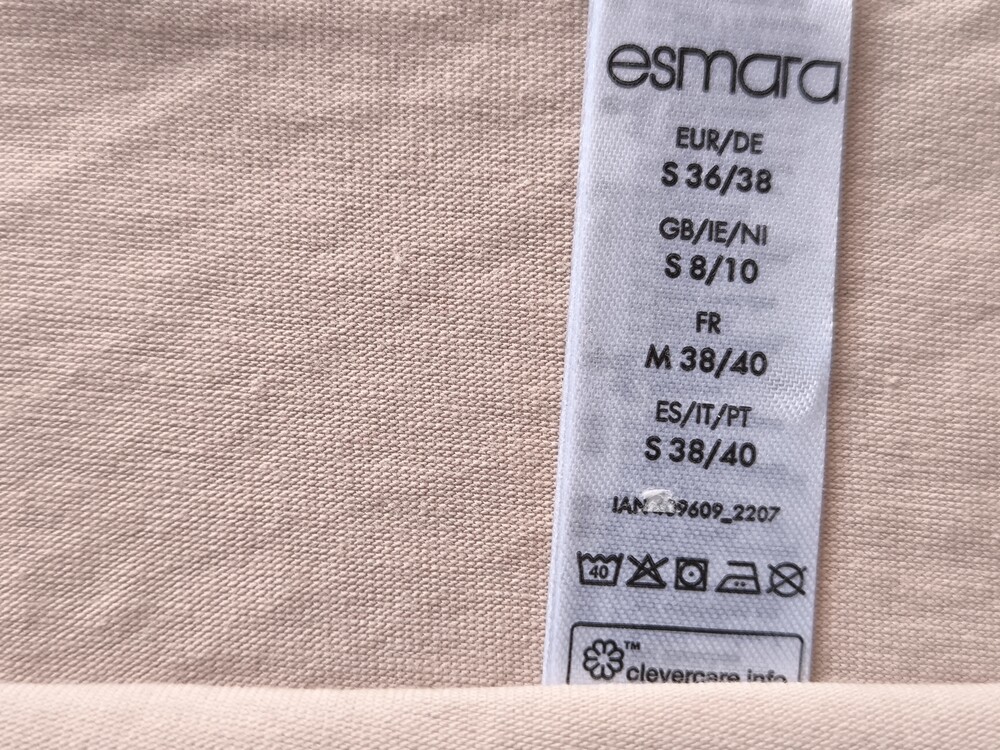 esmara
EUR/DE
S 36/38
GB/IE/NI
S 8/10
FR
M 38/40
ES/IT/PT
S 38/40
40
clevercare.info
TM